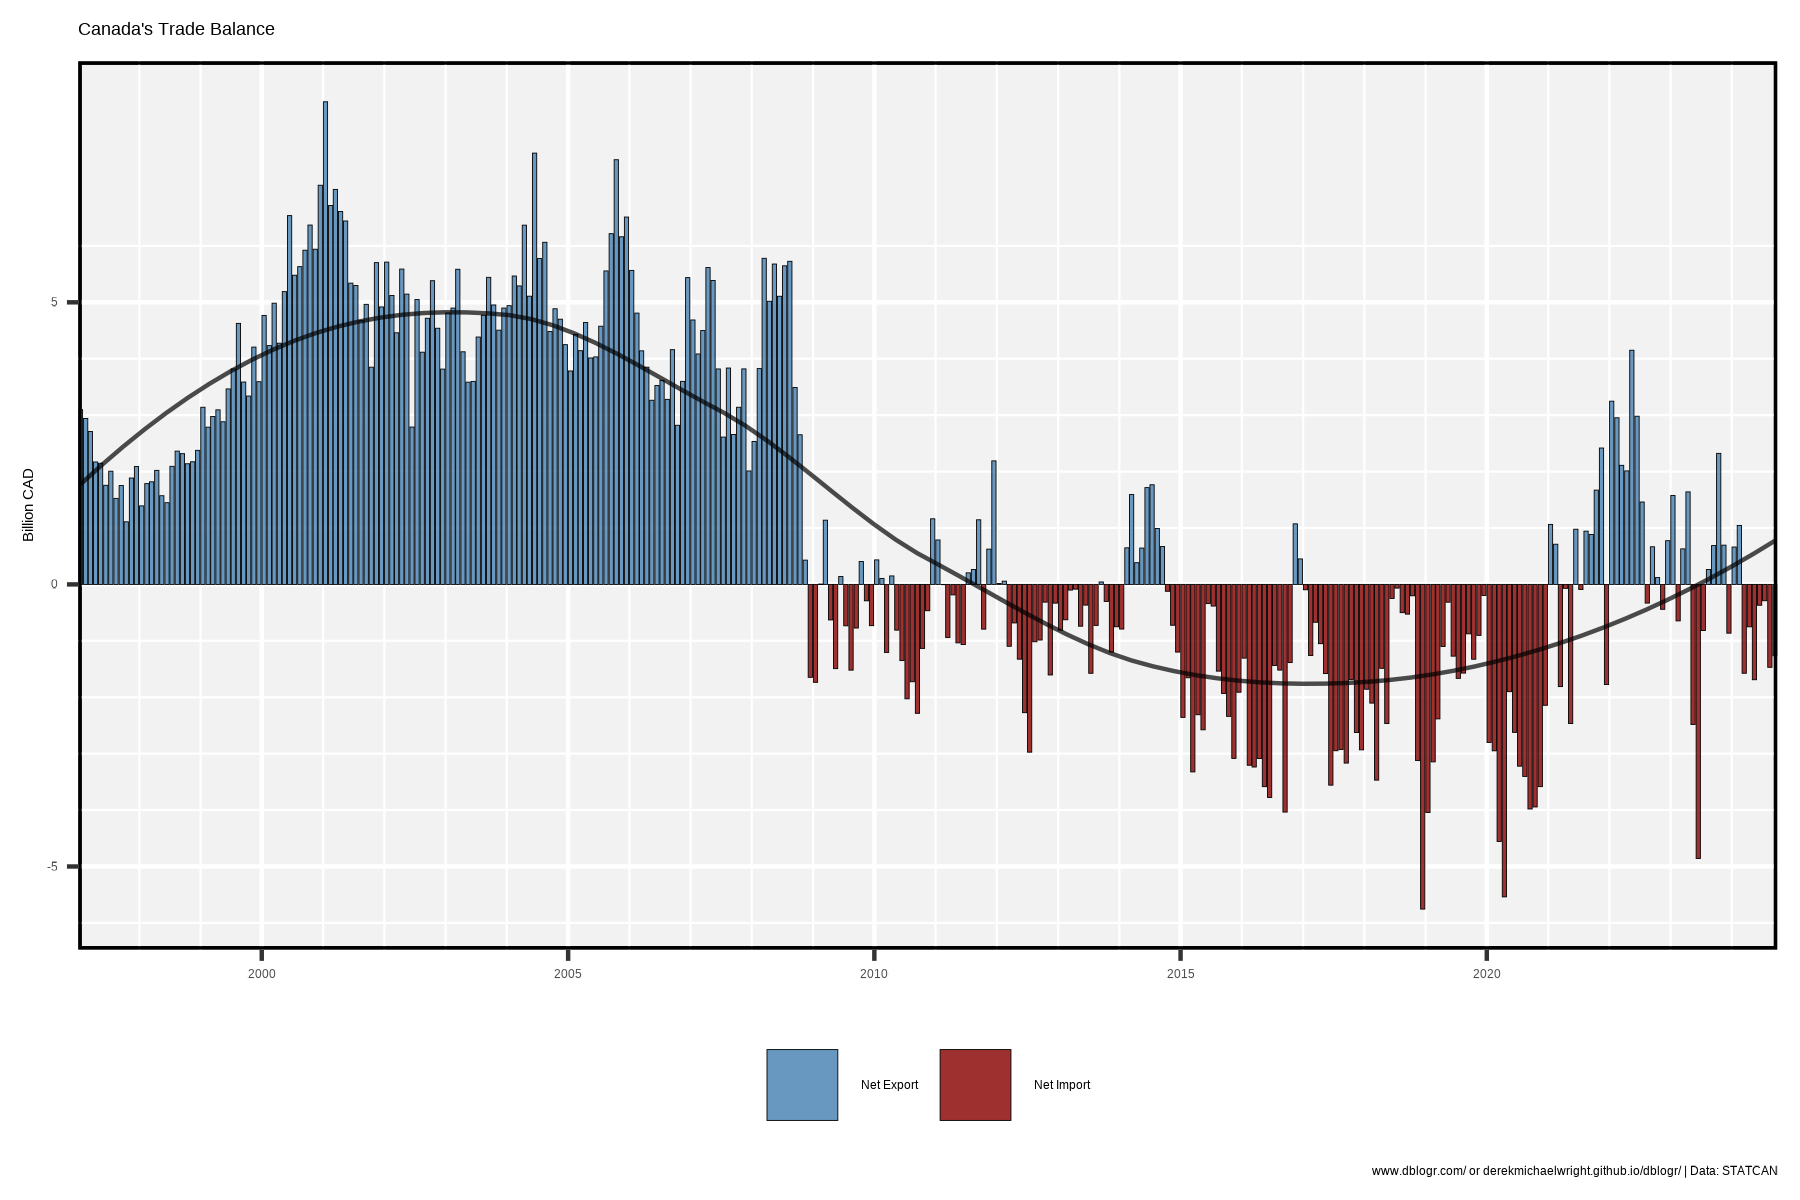 Canada's Trade Balance
Billion CAD
5
0
-5
2000 2005 2010 2015 2020
Net Export Net Import
www.dblogr.com/ or derekmichaelwright.github.io/dblogr/ | Data: STATCAN